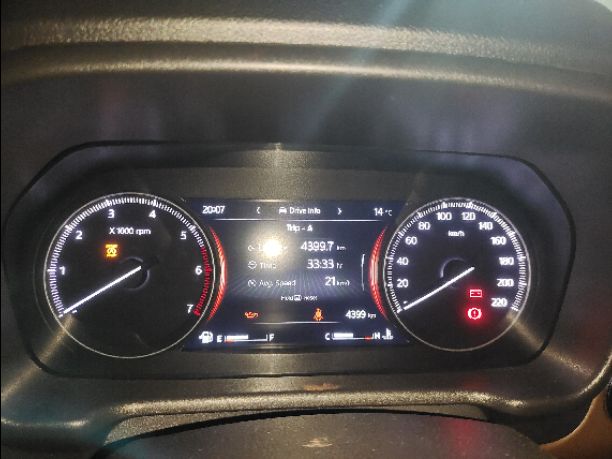 20:07
Drive Info
14 °C
Trip - A
4399.7 km
Time 33:33 hr
Avg. Speed 21 km/h
Hold Reset
4399 km
E F
C H
X 1000 rpm
1 2 3 4 5 6 7
km/h
0 20 40 60 80 100 120 140 160 180 200 220